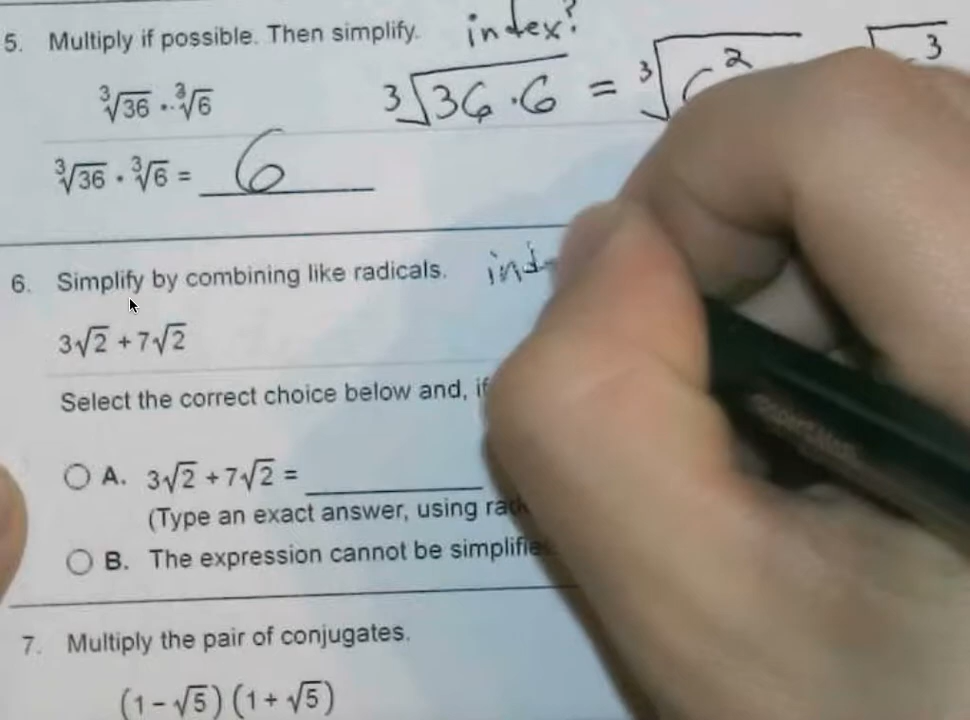 5. Multiply if possible. Then simplify. index?
∛36 · ∛6 ∛36·6 = ∛6² 3
∛36 · ∛6 = 6
6. Simplify by combining like radicals. ind
3√2 + 7√2
Select the correct choice below and, if
A. 3√2 + 7√2 =
(Type an exact answer, using
B. The expression cannot be
7. Multiply the pair of conjugates.
(1 - √5) (1 + √5)